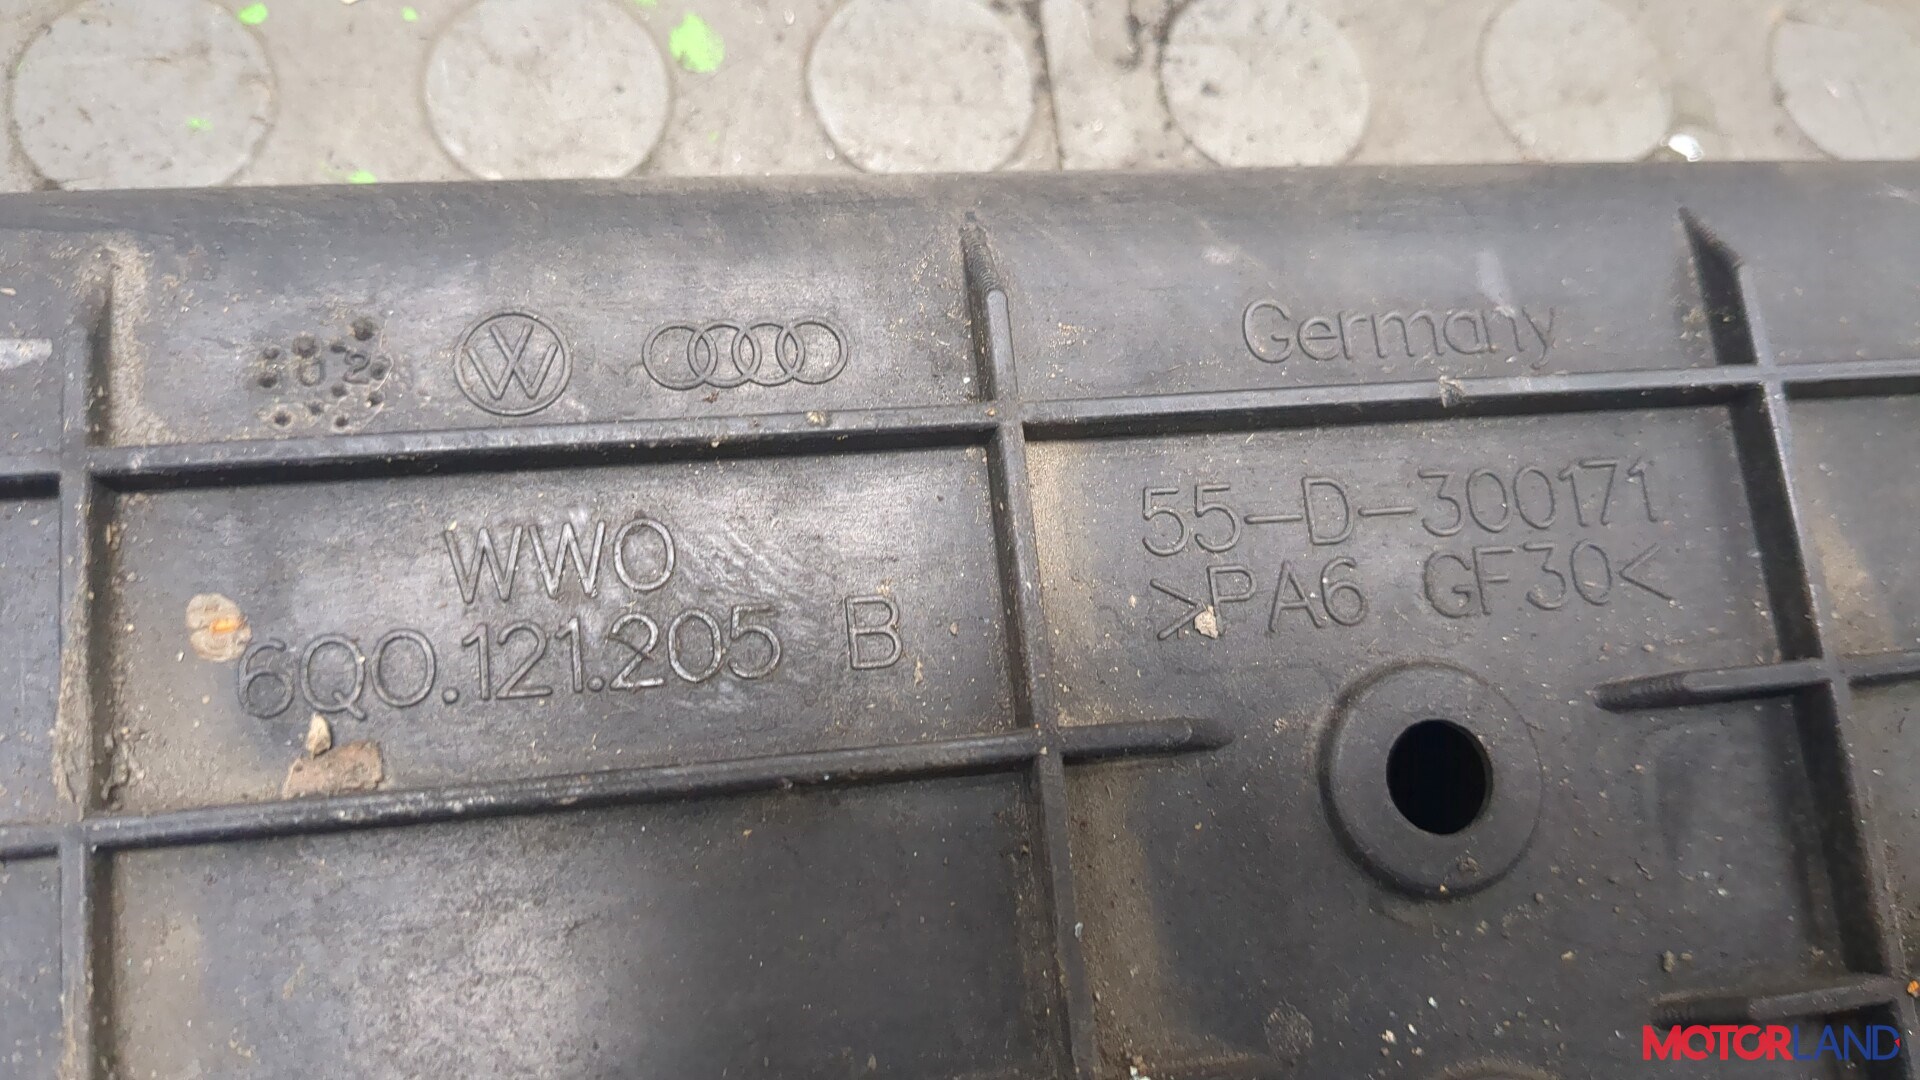 Germany
WWO
6Q0.121.205 B
55-D-300171
>PA6 GF30<
MOTORLAND